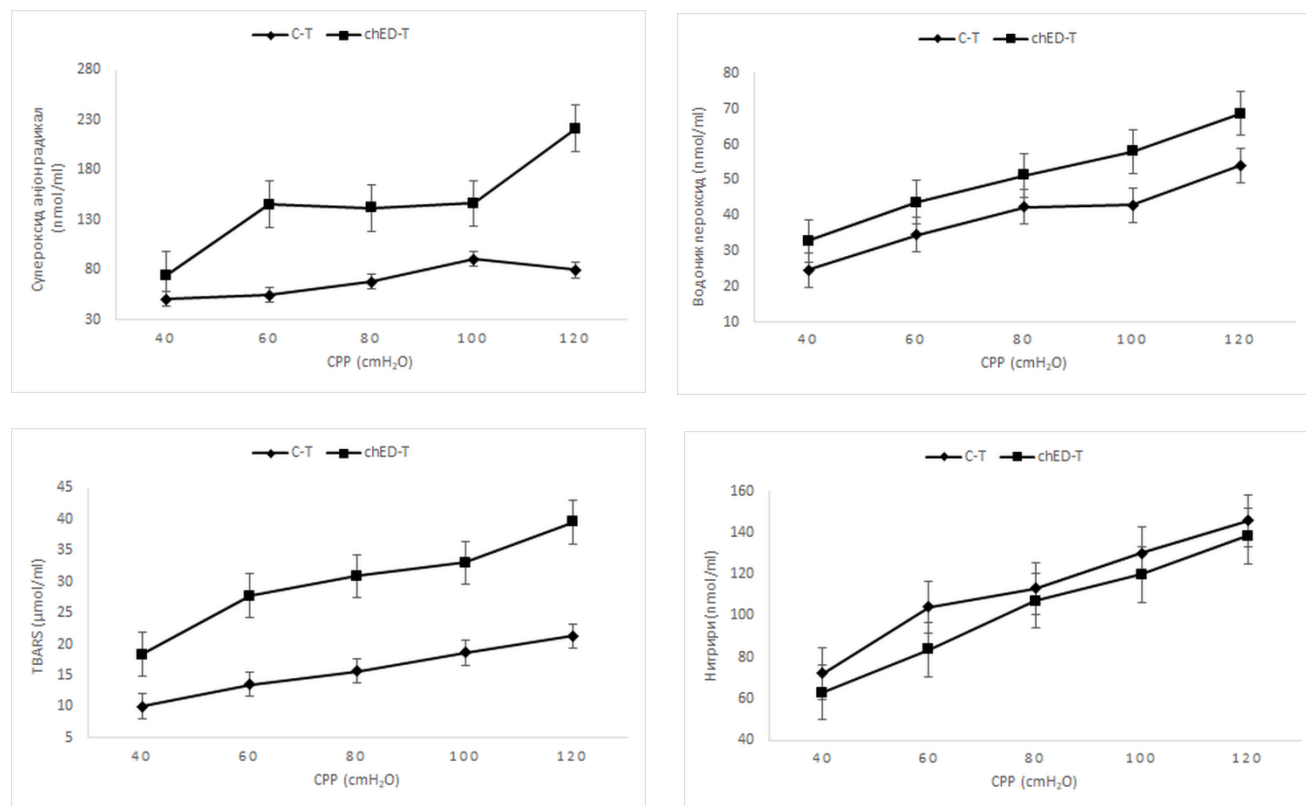 C-T chED-T
280
230
180
130
80
30
Супероксид анјон радикал
(nmol/ml)
40 60 80 100 120
CPP (cmH₂O)
C-T chED-T
80
70
60
50
40
30
20
10
Водоник пероксид (nmol/ml)
40 60 80 100 120
CPP (cmH₂O)
C-T chED-T
45
40
35
30
25
20
15
10
5
TBARS (µmol/ml)
40 60 80 100 120
CPP (cmH₂O)
C-T chED-T
160
140
120
100
80
60
40
Нигрири (nmol/ml)
40 60 80 100 120
CPP (cmH₂O)